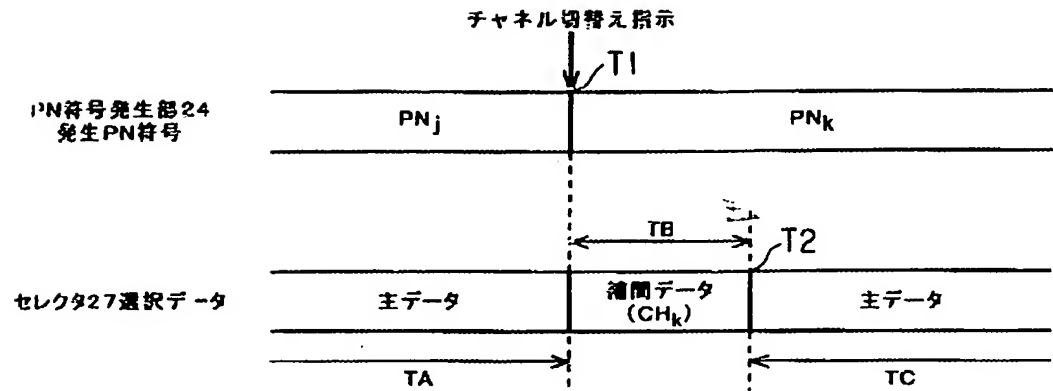 チャネル切替え指示
T1
PN符号発生部24
発生PN符号
PNj
PNk
TB
T2
セレクタ27選択データ
主データ
補間データ
(CHk)
主データ
TA
TC